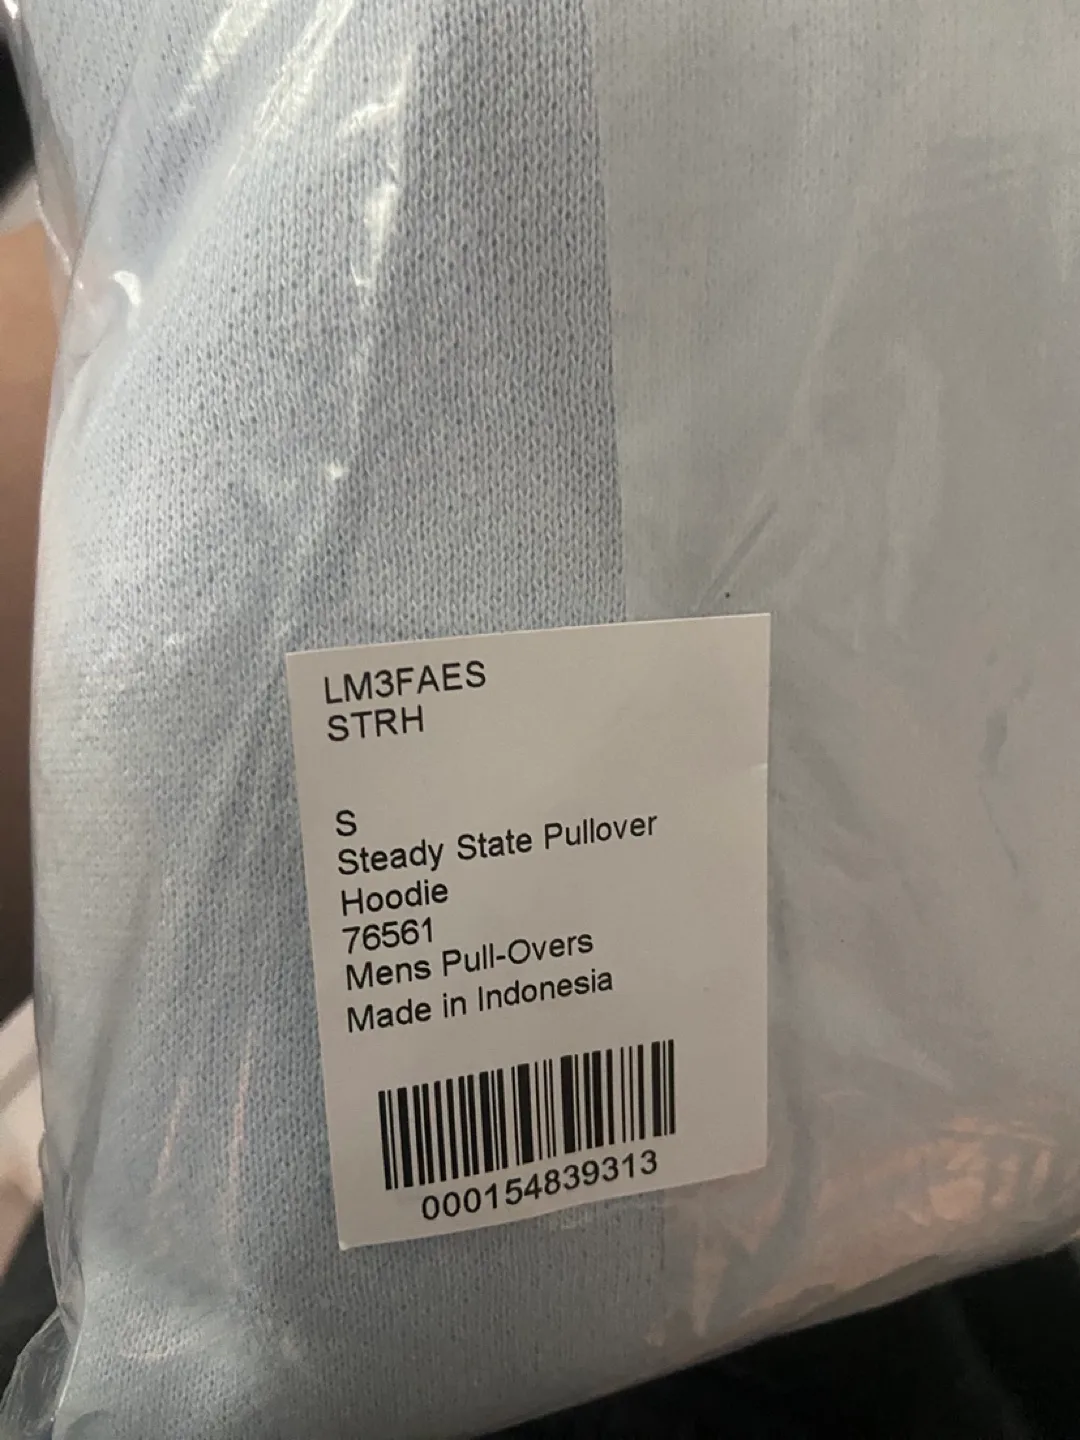 LM3FAES
STRH
S
Steady State Pullover
Hoodie
76561
Mens Pull-Overs
Made in Indonesia
000154839313